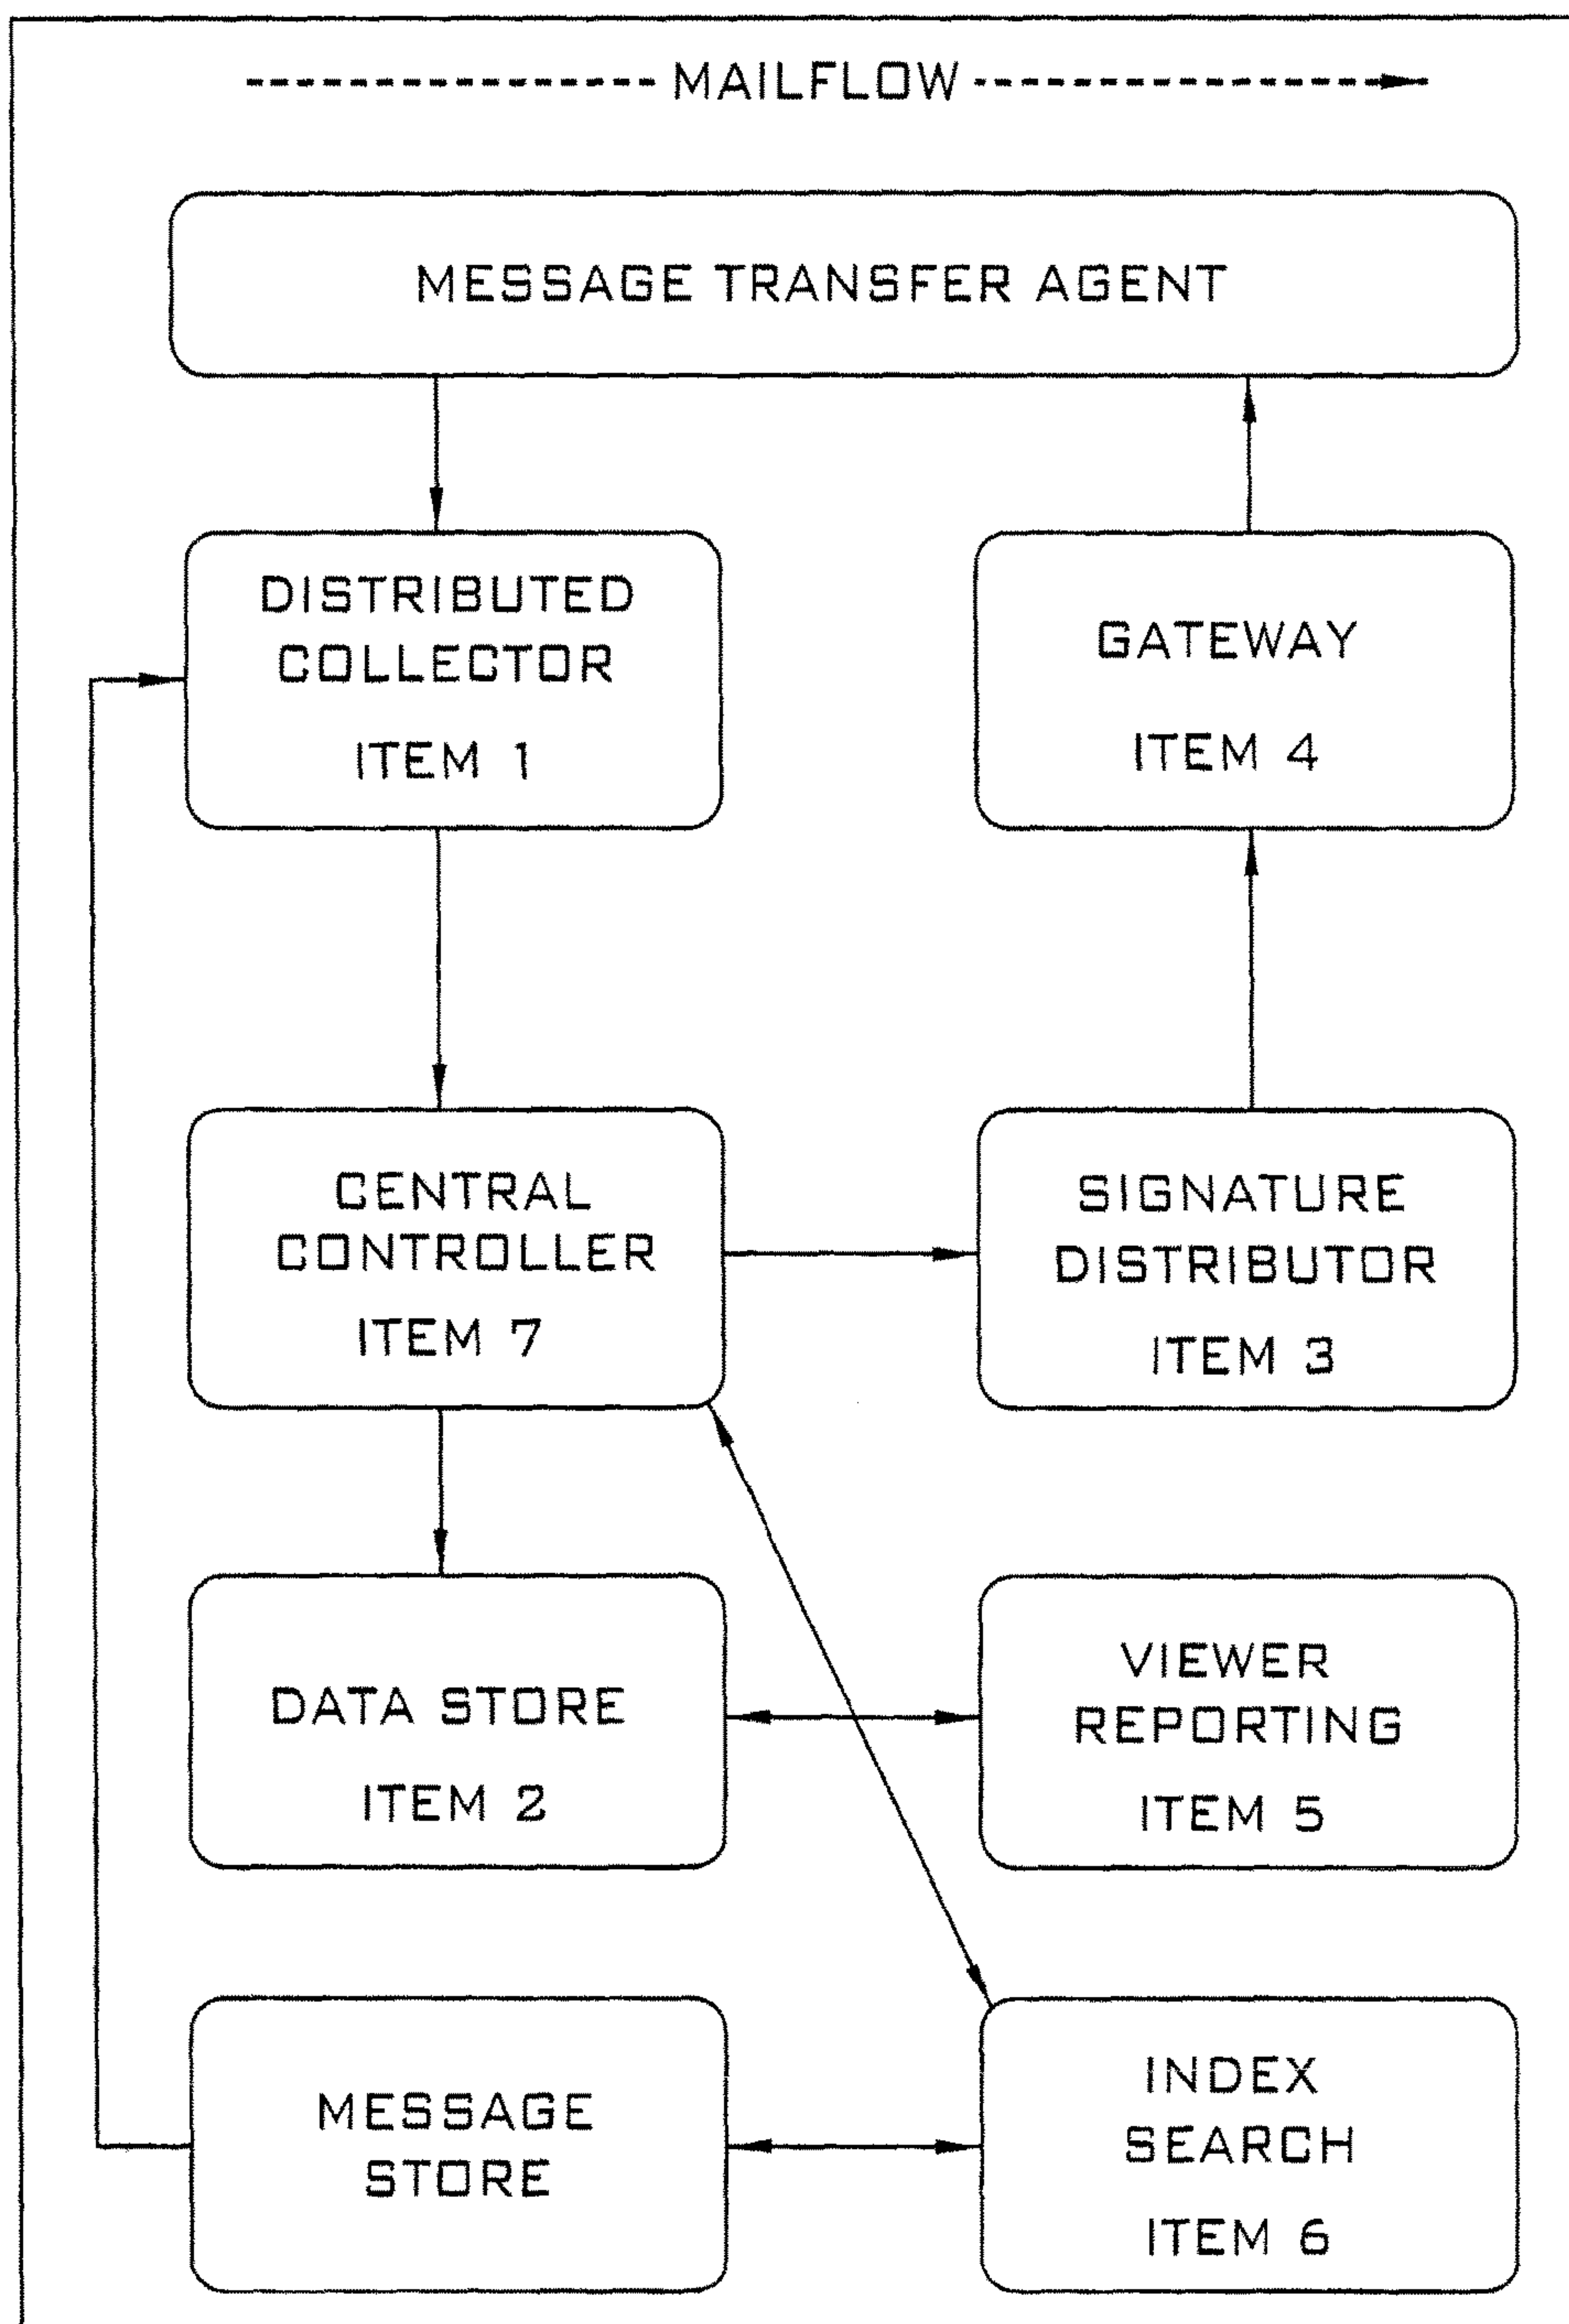 MAILFLOW
MESSAGE TRANSFER AGENT
DISTRIBUTED
COLLECTOR
ITEM 1
GATEWAY
ITEM 4
CENTRAL
CONTROLLER
ITEM 7
SIGNATURE
DISTRIBUTOR
ITEM 3
DATA STORE
ITEM 2
VIEWER
REPORTING
ITEM 5
MESSAGE
STORE
INDEX
SEARCH
ITEM 6